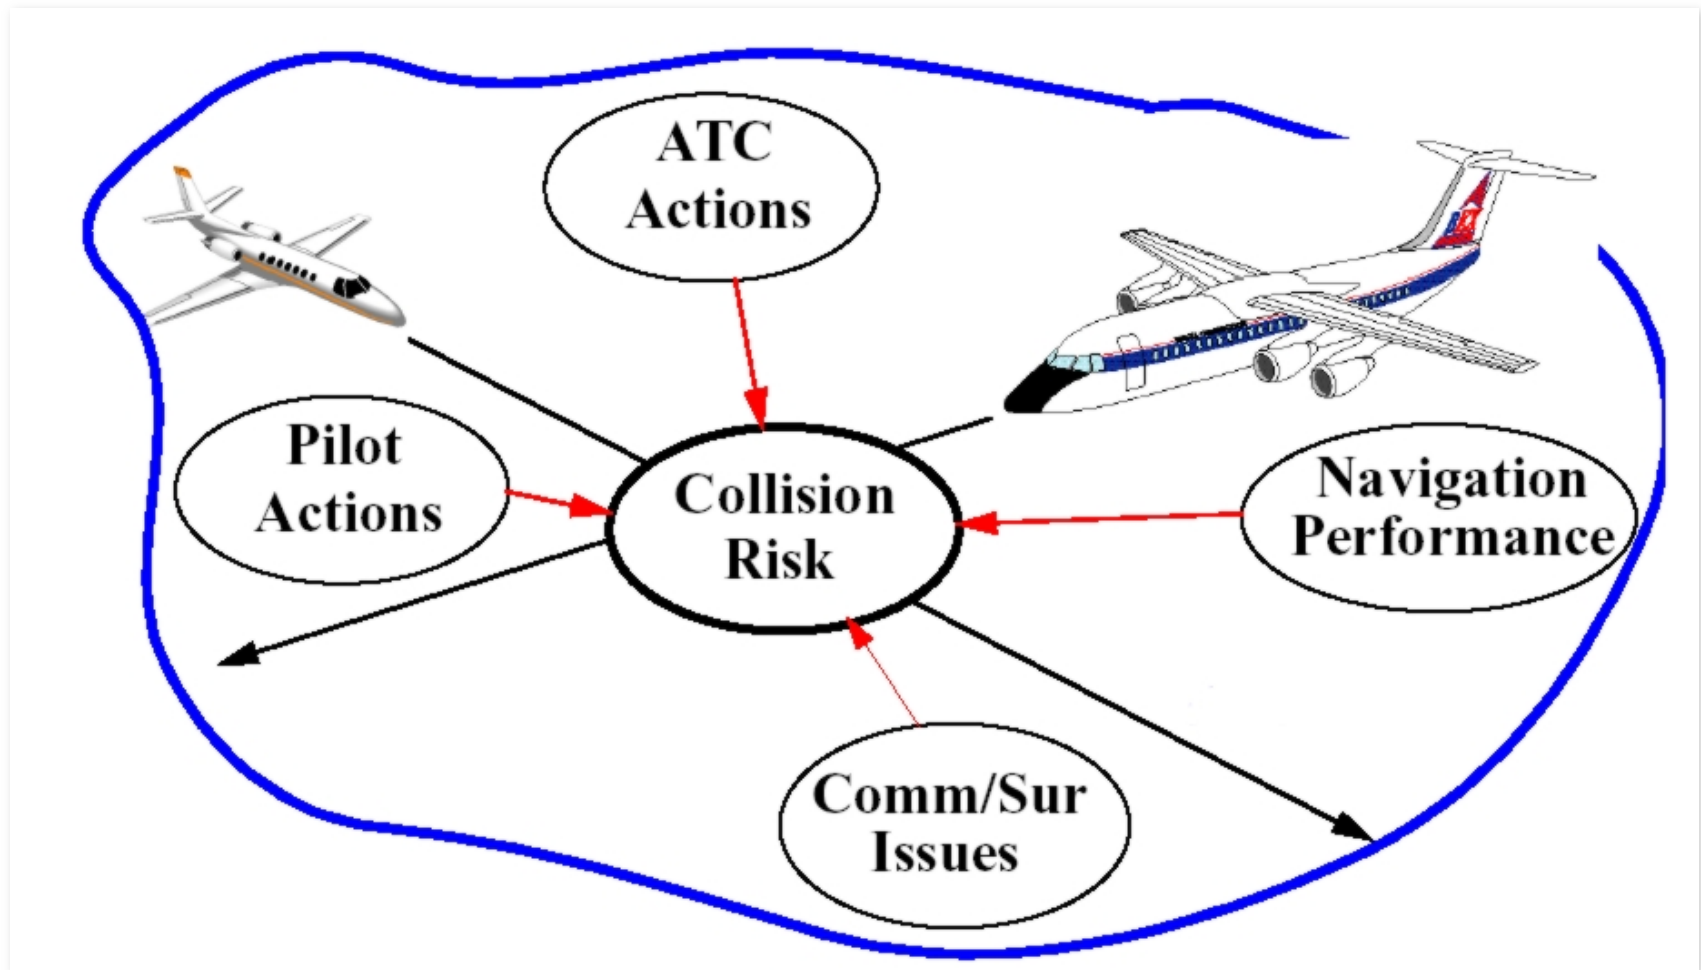 ATC
Actions
Pilot
Actions
Collision
Risk
Navigation
Performance
Comm/Sur
Issues